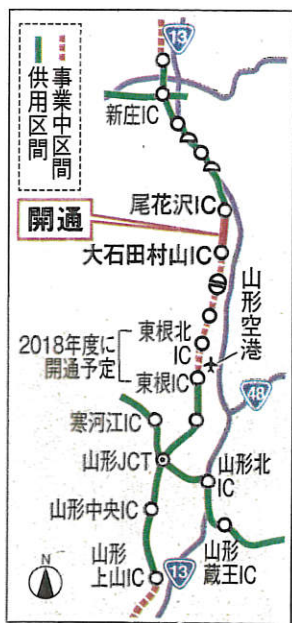 事業中区間
供用区間
13
新庄IC
尾花沢IC
開通
大石田村山IC
山形空港
東根北
IC
2018年度に
開通予定
東根IC
48
寒河江IC
山形JCT
山形北
IC
山形中央IC
山形
蔵王IC
山形
上山IC
13
N